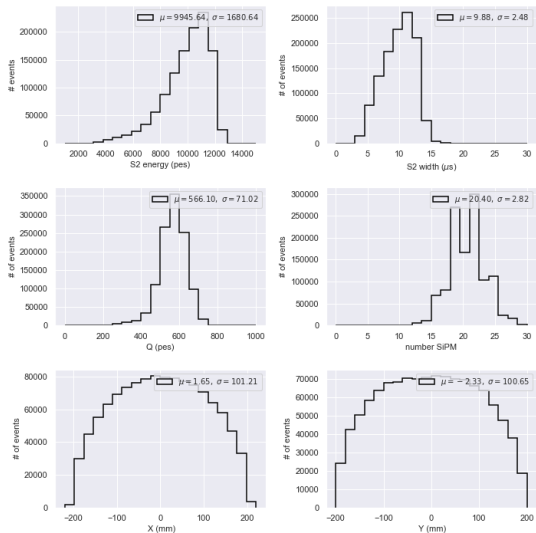 μ = 9945.64, σ = 1680.64
# of events
200000
150000
100000
50000
0
2000 4000 6000 8000 10000 12000 14000
S2 energy (pes)
μ = 9.88, σ = 2.48
# of events
250000
200000
150000
100000
50000
0
0 5 10 15 20 25 30
S2 width (μs)
μ = 566.10, σ = 71.02
# of events
350000
300000
250000
200000
150000
100000
50000
0
0 200 400 600 800 1000
Q (pes)
μ = 20.40, σ = 2.82
# of events
300000
250000
200000
150000
100000
50000
0
0 5 10 15 20 25 30
number SiPM
μ = 1.65, σ = 101.21
# of events
80000
60000
40000
20000
0
−200 −100 0 100 200
X (mm)
μ = −2.33, σ = 100.65
# of events
70000
60000
50000
40000
30000
20000
10000
0
−200 −100 0 100 200
Y (mm)